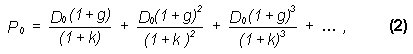 P₀ = D₀(1+g)/(1+k) + D₀(1+g)²/(1+k)² + D₀(1+g)³/(1+k)³ + ... , (2)